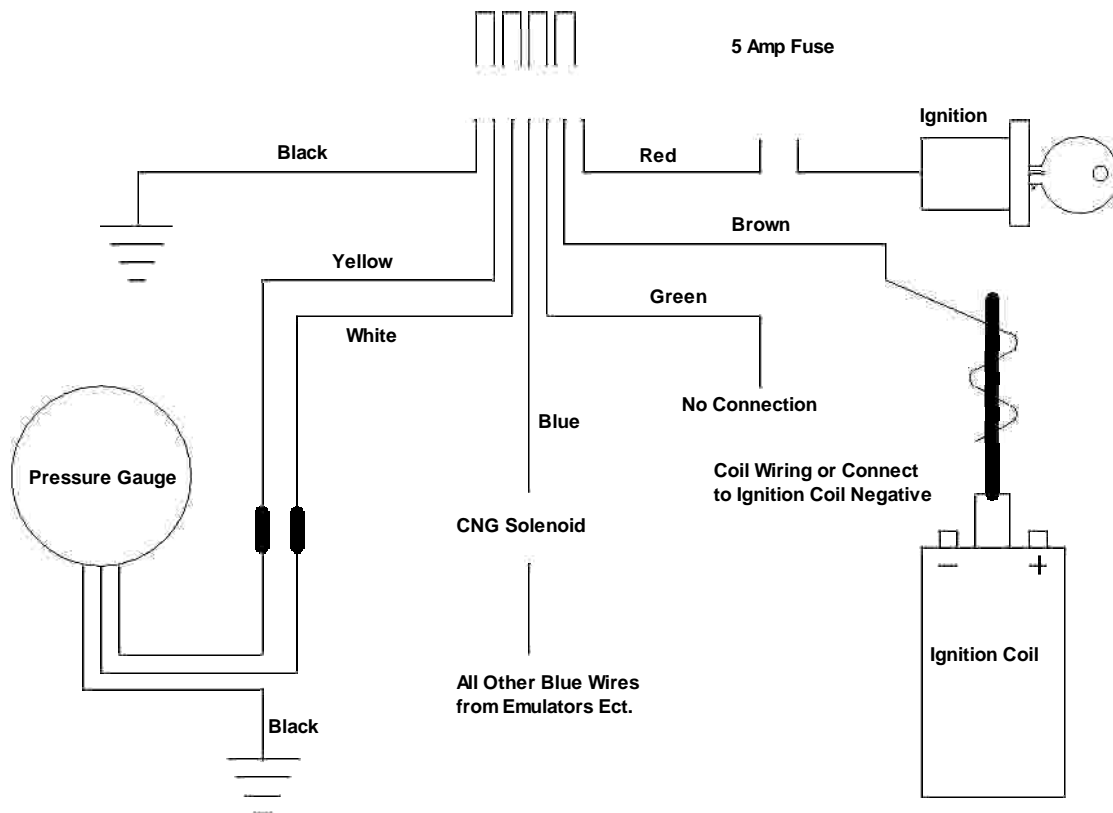 5 Amp Fuse
Ignition
Black
Red
Brown
Yellow
Green
White
No Connection
Blue
Pressure Gauge
Coil Wiring or Connect
to Ignition Coil Negative
CNG Solenoid
− +
Ignition Coil
All Other Blue Wires
from Emulators Ect.
Black